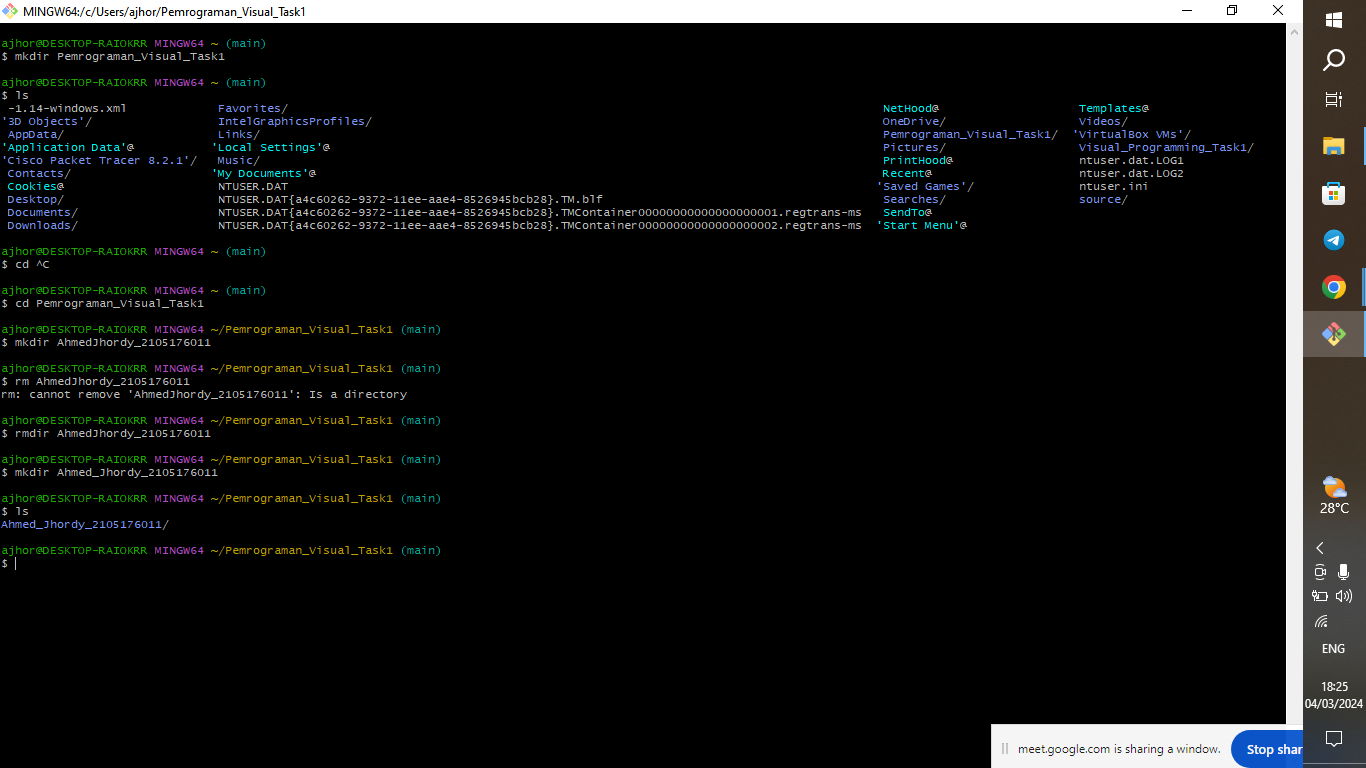 MINGW64:/c/Users/ajhor/Pemrograman_Visual_Task1
ajhor@DESKTOP-RAIOKRR MINGW64 ~ (main)
$ mkdir Pemrograman_Visual_Task1
ajhor@DESKTOP-RAIOKRR MINGW64 ~ (main)
$ ls
-1.14-windows.xml Favorites/ NetHood@ Templates@
'3D Objects'/ IntelGraphicsProfiles/ OneDrive/ Videos/
AppData/ Links/ Pemrograman_Visual_Task1/ 'VirtualBox VMs'/
'Application Data'@ 'Local Settings'@ Pictures/ Visual_Programming_Task1/
'Cisco Packet Tracer 8.2.1'/ Music/ PrintHood@ ntuser.dat.LOG1
Contacts/ 'My Documents'@ Recent@ ntuser.dat.LOG2
Cookies@ NTUSER.DAT 'Saved Games'/ ntuser.ini
Desktop/ NTUSER.DAT{a4c60262-9372-11ee-aae4-8526945bcb28}.TM.blf Searches/ source/
Documents/ NTUSER.DAT{a4c60262-9372-11ee-aae4-8526945bcb28}.TMContainer00000000000000000001.regtrans-ms SendTo@
Downloads/ NTUSER.DAT{a4c60262-9372-11ee-aae4-8526945bcb28}.TMContainer00000000000000000002.regtrans-ms 'Start Menu'@
ajhor@DESKTOP-RAIOKRR MINGW64 ~ (main)
$ cd ^C
ajhor@DESKTOP-RAIOKRR MINGW64 ~ (main)
$ cd Pemrograman_Visual_Task1
ajhor@DESKTOP-RAIOKRR MINGW64 ~/Pemrograman_Visual_Task1 (main)
$ mkdir AhmedJhordy_2105176011
ajhor@DESKTOP-RAIOKRR MINGW64 ~/Pemrograman_Visual_Task1 (main)
$ rm AhmedJhordy_2105176011
rm: cannot remove 'AhmedJhordy_2105176011': Is a directory
ajhor@DESKTOP-RAIOKRR MINGW64 ~/Pemrograman_Visual_Task1 (main)
$ rmdir AhmedJhordy_2105176011
ajhor@DESKTOP-RAIOKRR MINGW64 ~/Pemrograman_Visual_Task1 (main)
$ mkdir Ahmed_Jhordy_2105176011
ajhor@DESKTOP-RAIOKRR MINGW64 ~/Pemrograman_Visual_Task1 (main)
$ ls
Ahmed_Jhordy_2105176011/
ajhor@DESKTOP-RAIOKRR MINGW64 ~/Pemrograman_Visual_Task1 (main)
$
28°C
ENG
18:25
04/03/2024
meet.google.com is sharing a window.
Stop shar